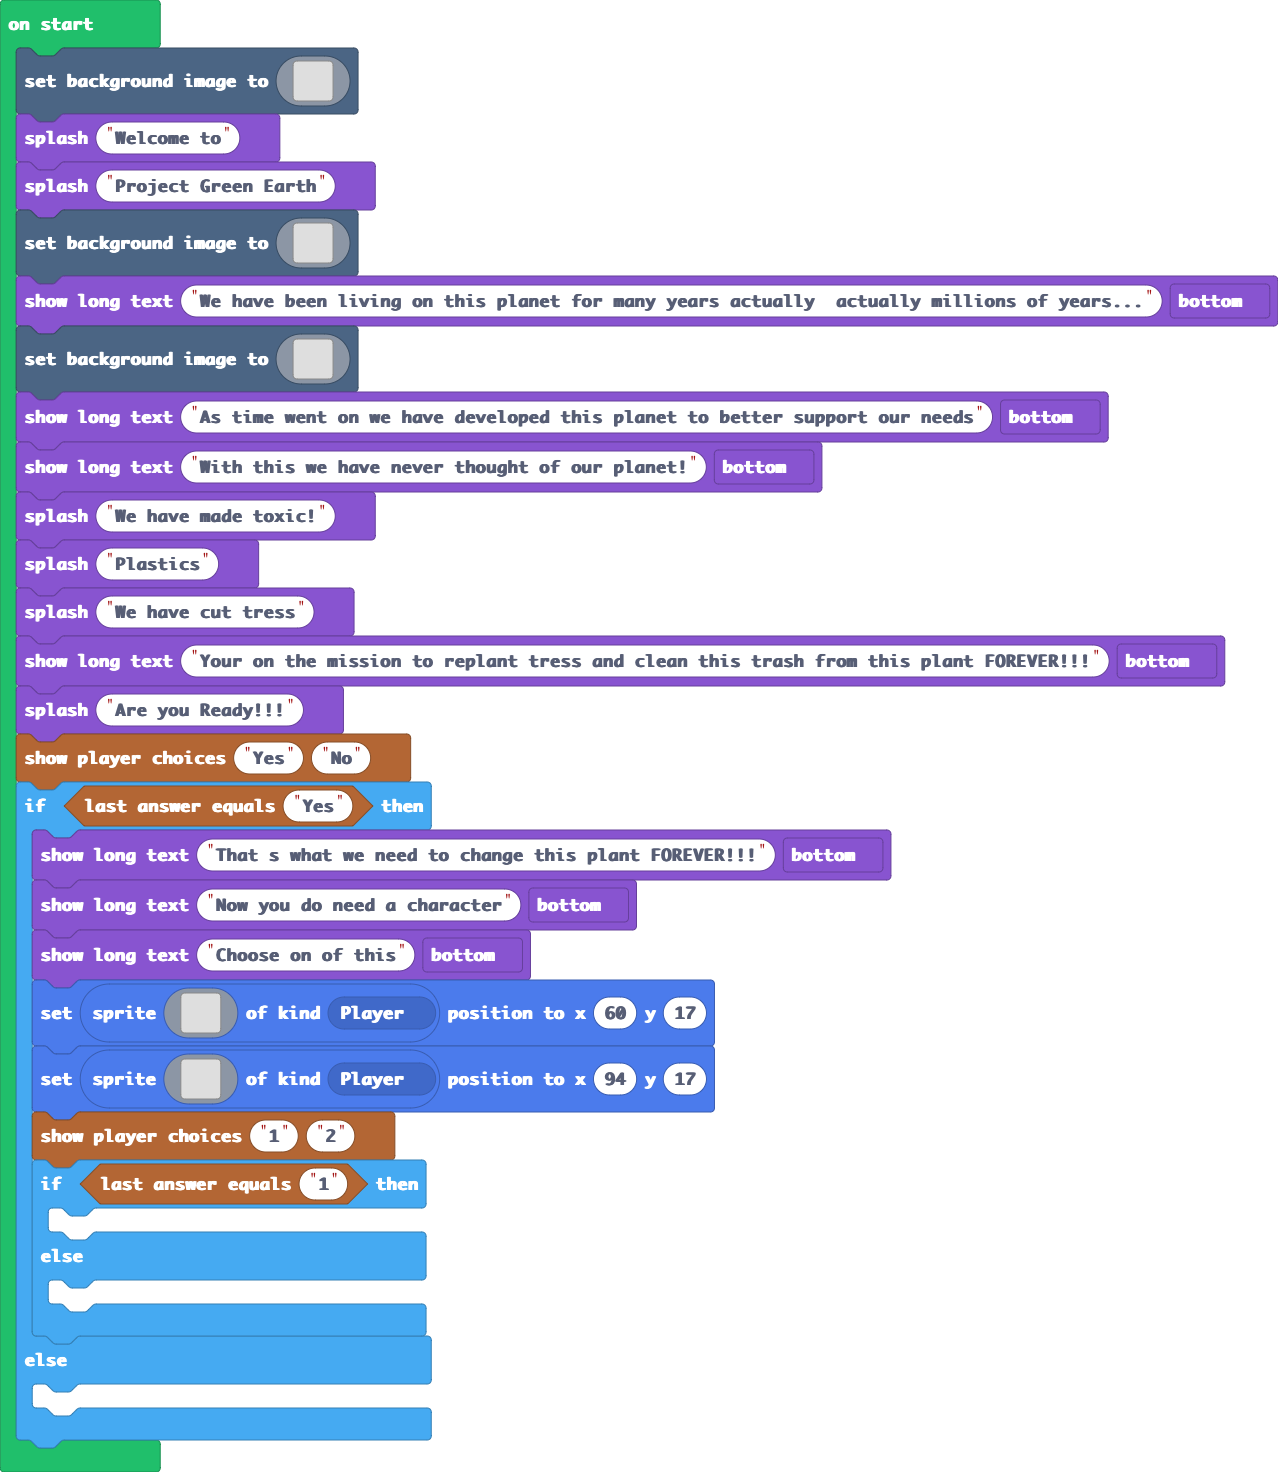 on start
set background image to
splash "Welcome to"
splash "Project Green Earth"
set background image to
show long text "We have been living on this planet for many years actually  actually millions of years..." bottom
set background image to
show long text "As time went on we have developed this planet to better support our needs" bottom
show long text "With this we have never thought of our planet!" bottom
splash "We have made toxic!"
splash "Plastics"
splash "We have cut tress"
show long text "Your on the mission to replant tress and clean this trash from this plant FOREVER!!!" bottom
splash "Are you Ready!!!"
show player choices "Yes" "No"
if last answer equals "Yes" then
show long text "That s what we need to change this plant FOREVER!!!" bottom
show long text "Now you do need a character" bottom
show long text "Choose on of this" bottom
set sprite of kind Player position to x 60 y 17
set sprite of kind Player position to x 94 y 17
show player choices "1" "2"
if last answer equals "1" then
else
else